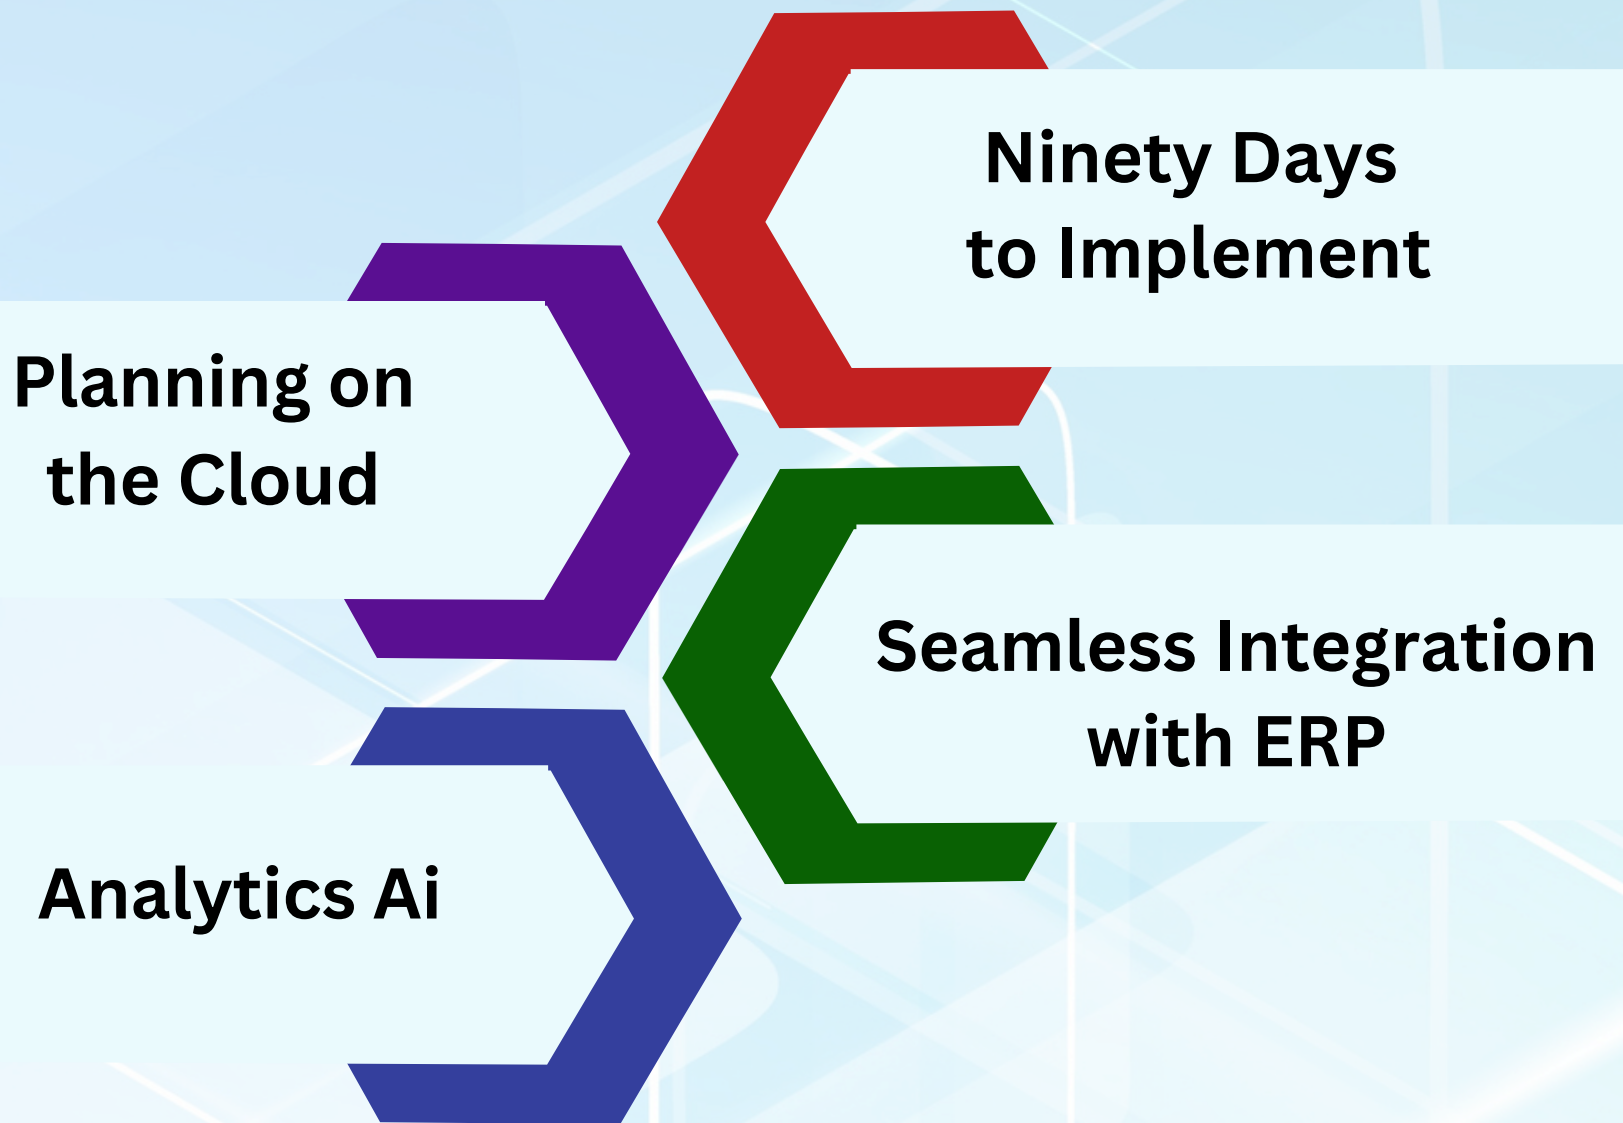 Ninety Days
to Implement
Planning on
the Cloud
Seamless Integration
with ERP
Analytics Ai